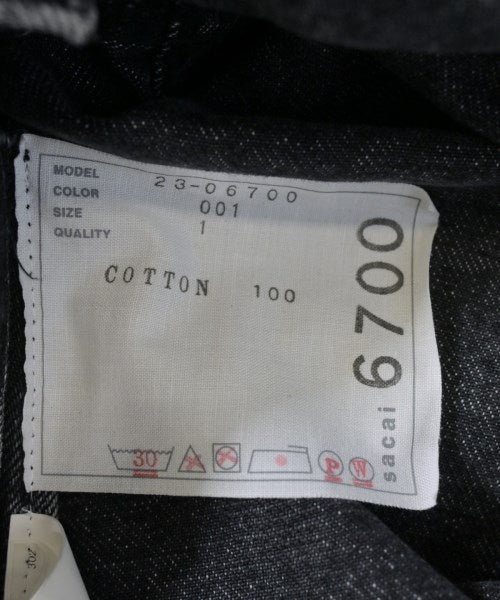 MODEL 23-06700
COLOR 001
SIZE 1
QUALITY
COTTON 100
sacai 6700
30
P
W